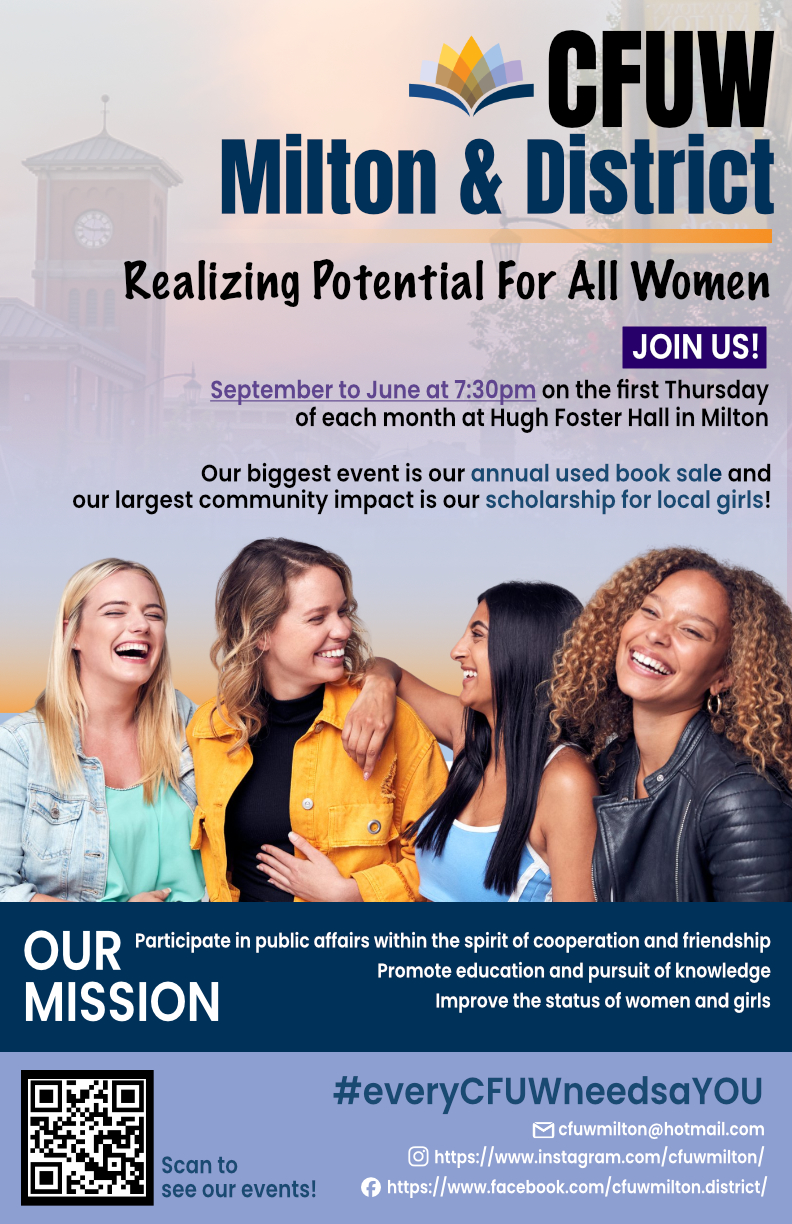 CFUW
Milton & District
Realizing Potential For All Women
JOIN US!
September to June at 7:30pm on the first Thursday
of each month at Hugh Foster Hall in Milton
Our biggest event is our annual used book sale and
our largest community impact is our scholarship for local girls!
OUR
MISSION
Participate in public affairs within the spirit of cooperation and friendship
Promote education and pursuit of knowledge
Improve the status of women and girls
#everyCFUWneedsaYOU
cfuwmilton@hotmail.com
https://www.instagram.com/cfuwmilton/
https://www.facebook.com/cfuwmilton.district/
Scan to
see our events!